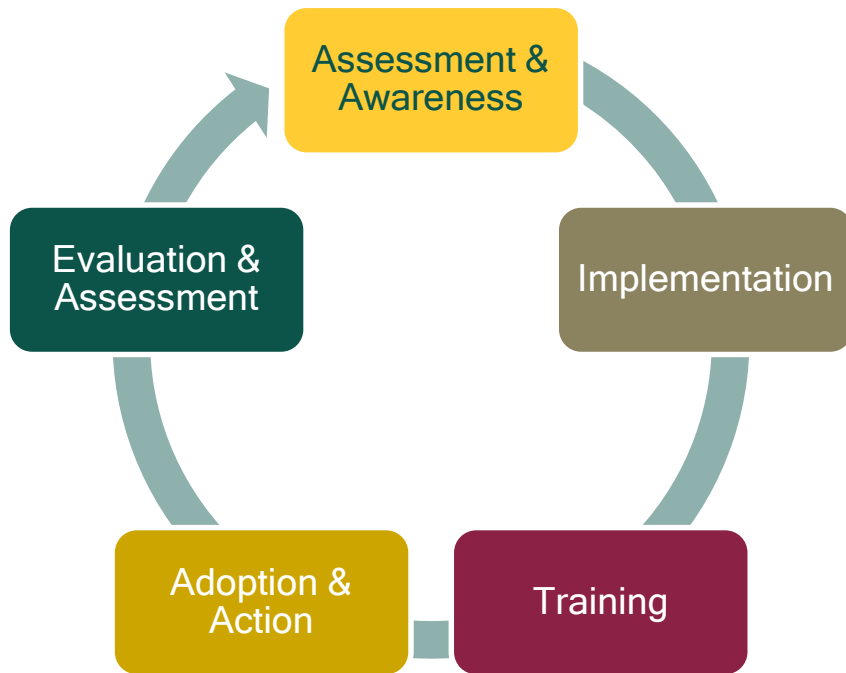 Assessment &
Awareness
Implementation
Training
Adoption &
Action
Evaluation &
Assessment